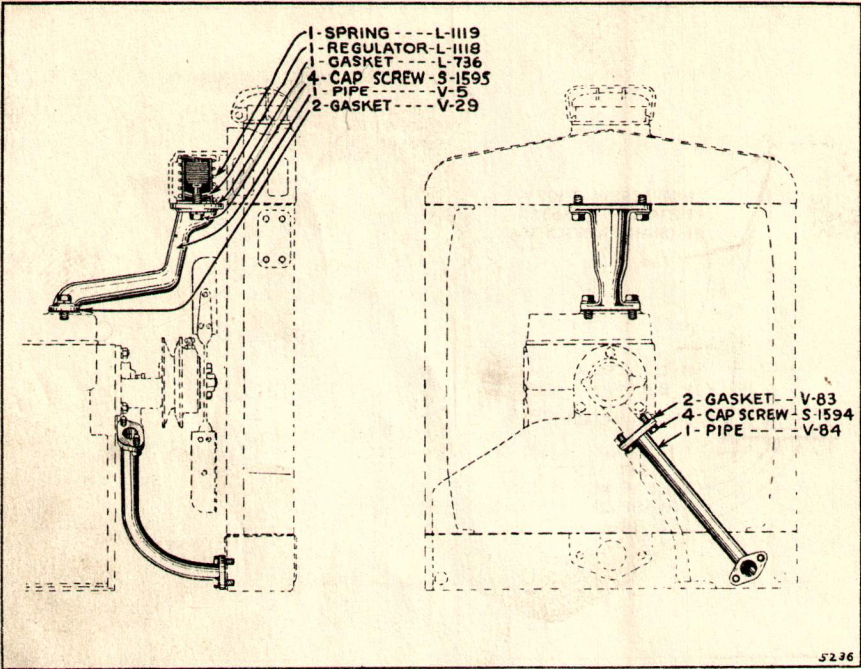 1-SPRING----L-1119
1-REGULATOR-L-1118
1-GASKET----L-736
4-CAP SCREW-S-1595
1-PIPE-----V-5
2-GASKET----V-29
2-GASKET--V-83
4-CAP SCREW-S-1594
1-PIPE----V-84
5236